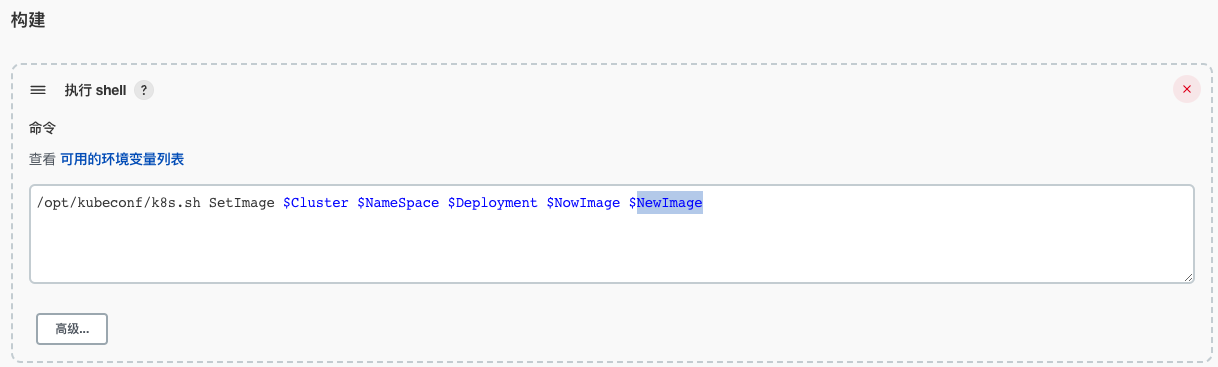 构建
执行 shell ?
命令
查看 可用的环境变量列表
/opt/kubeconf/k8s.sh SetImage $Cluster $NameSpace $Deployment $NowImage $NewImage
高级...